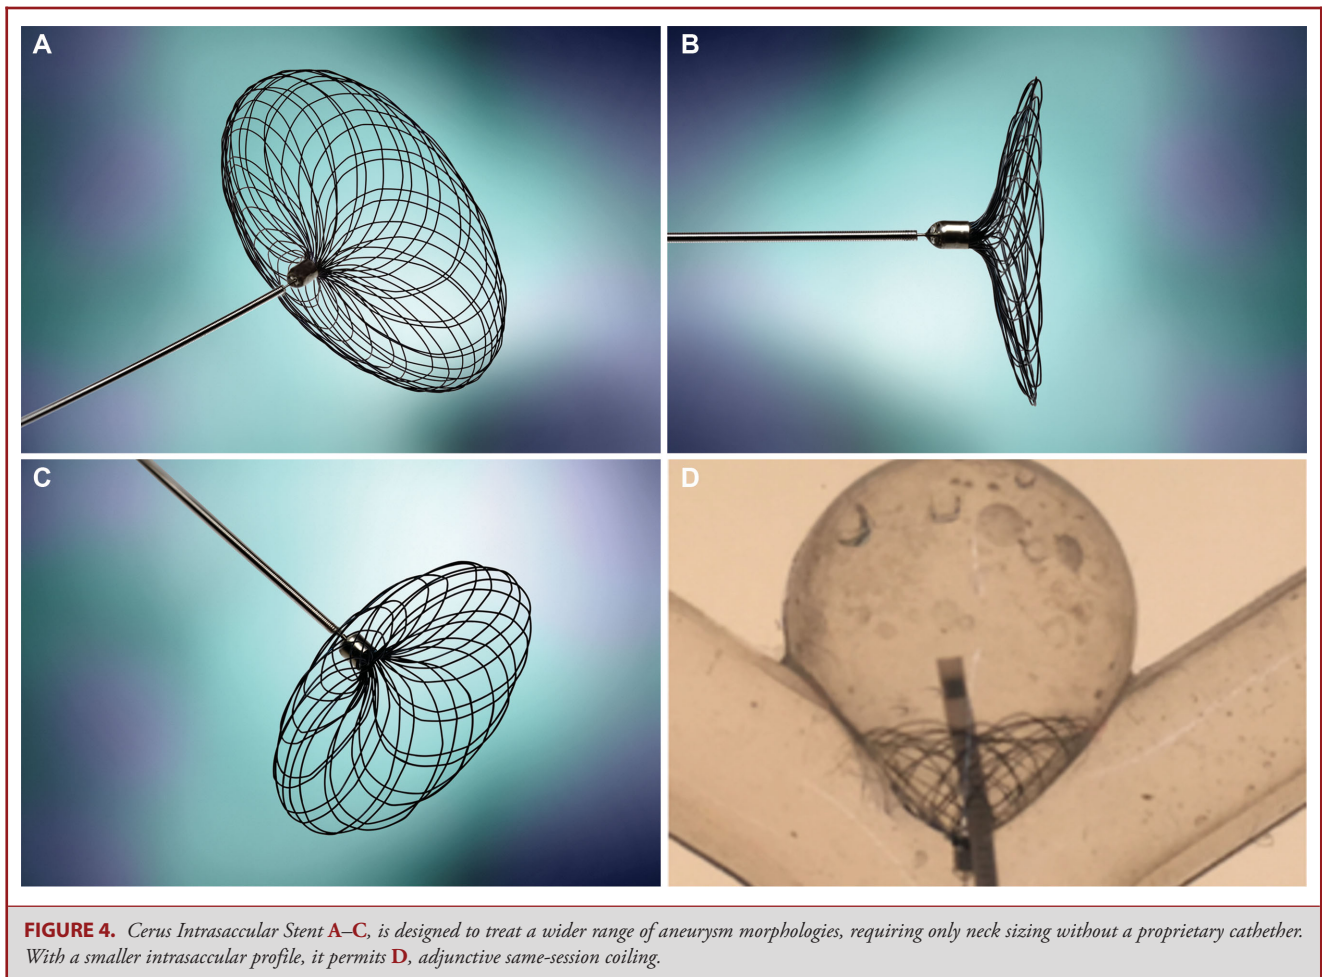 A
B
C
D
FIGURE 4. Cerus Intrasaccular Stent A–C, is designed to treat a wider range of aneurysm morphologies, requiring only neck sizing without a proprietary cathether.
With a smaller intrasaccular profile, it permits D, adjunctive same-session coiling.